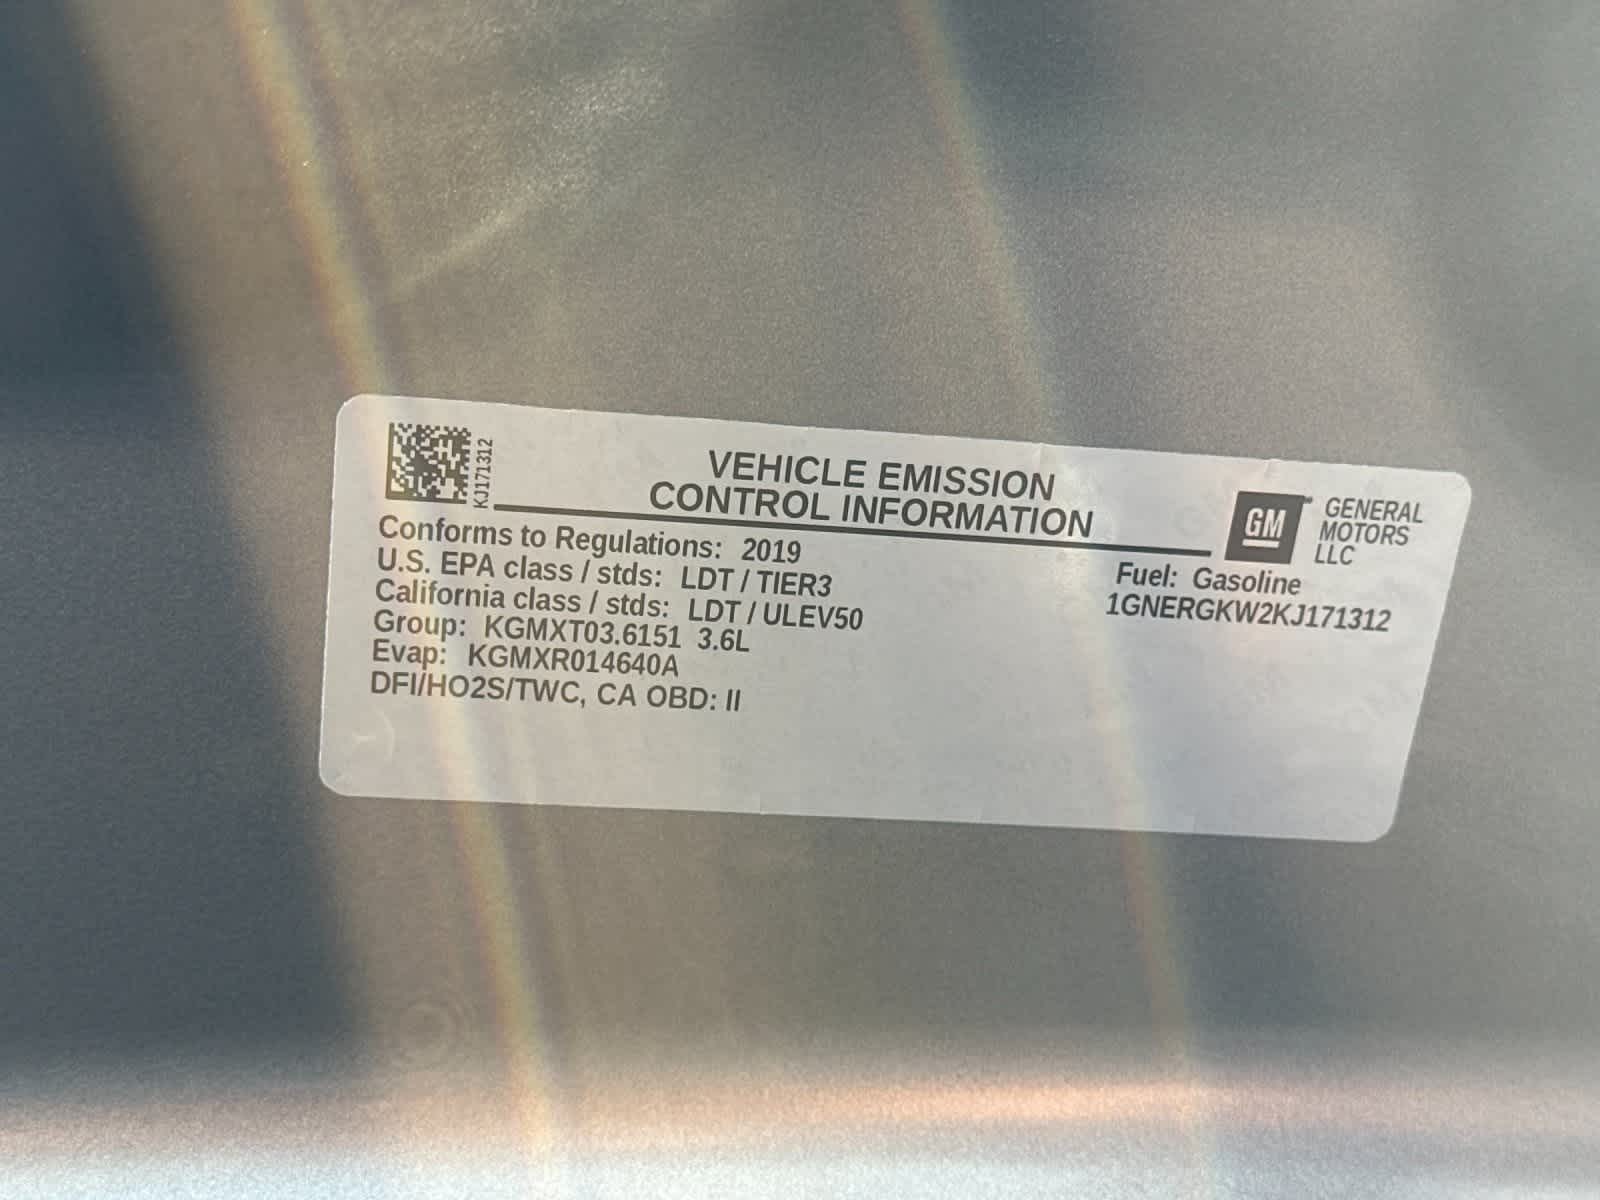 KJ171312
VEHICLE EMISSION
CONTROL INFORMATION
GM
GENERAL
MOTORS
LLC
Conforms to Regulations: 2019
U.S. EPA class / stds: LDT / TIER3
California class / stds: LDT / ULEV50
Group: KGMXT03.6151 3.6L
Evap: KGMXR014640A
DFI/HO2S/TWC, CA OBD: II
Fuel: Gasoline
1GNERGKW2KJ171312